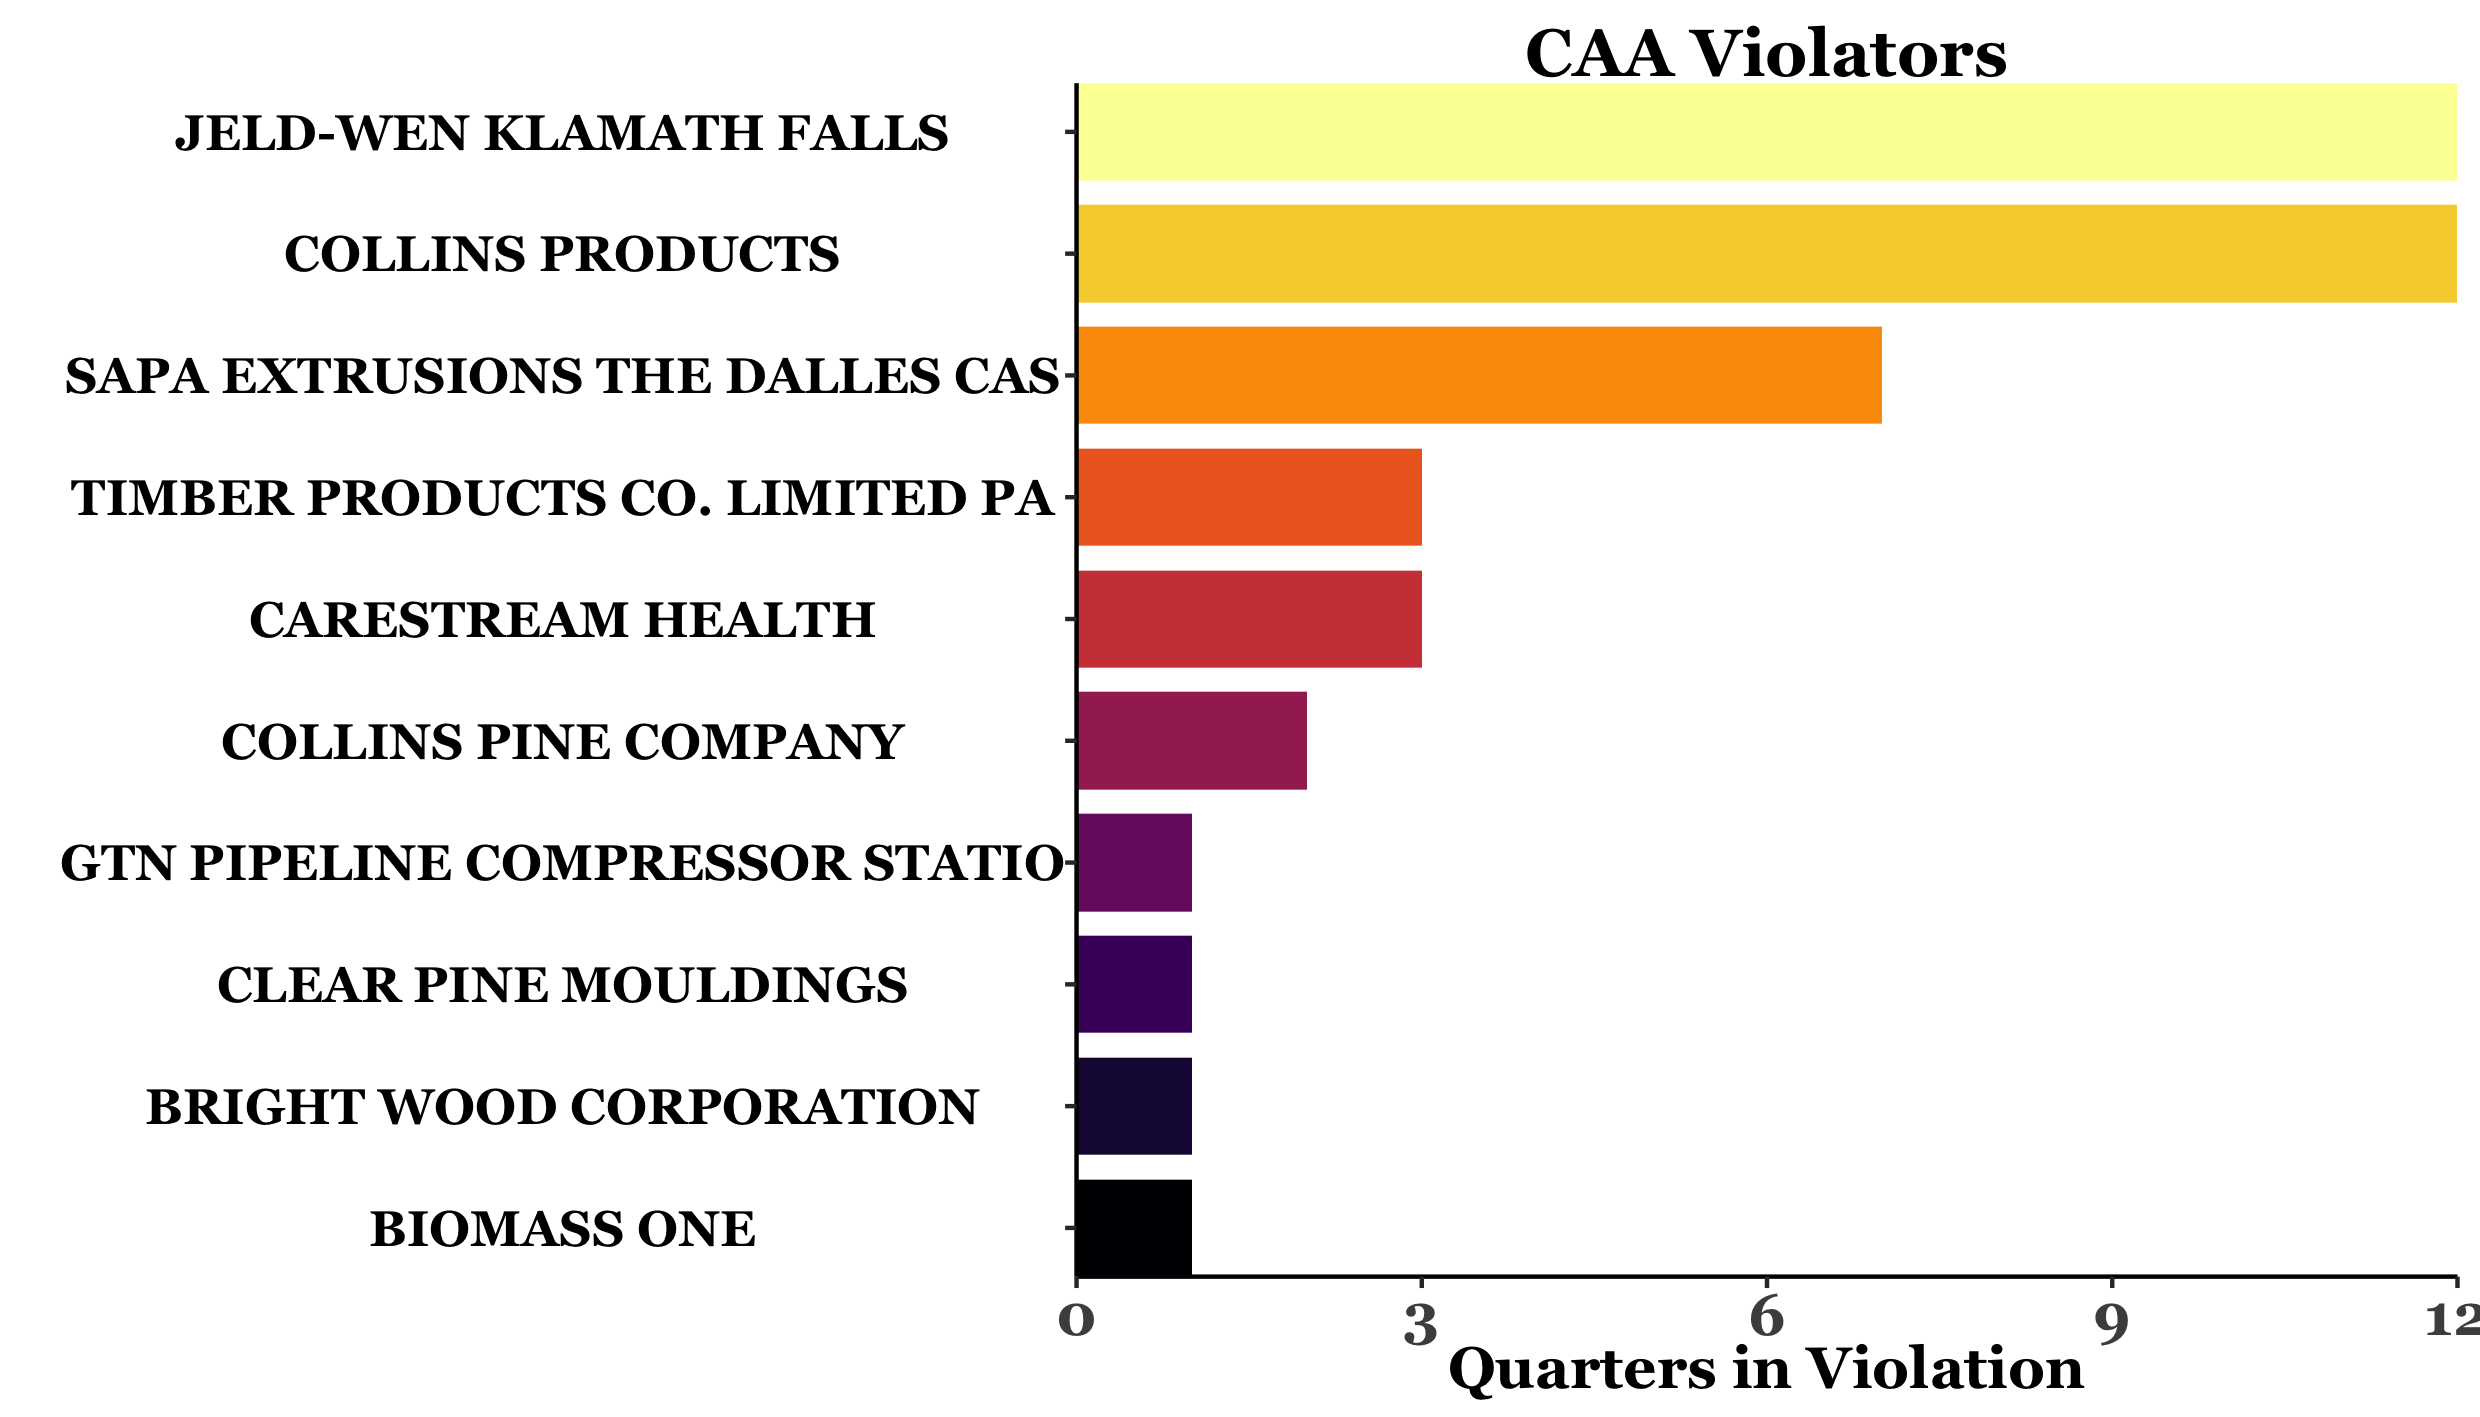 CAA Violators
JELD-WEN KLAMATH FALLS
COLLINS PRODUCTS
SAPA EXTRUSIONS THE DALLES CAS
TIMBER PRODUCTS CO. LIMITED PA
CARESTREAM HEALTH
COLLINS PINE COMPANY
GTN PIPELINE COMPRESSOR STATIO
CLEAR PINE MOULDINGS
BRIGHT WOOD CORPORATION
BIOMASS ONE
0 3 6 9 12
Quarters in Violation